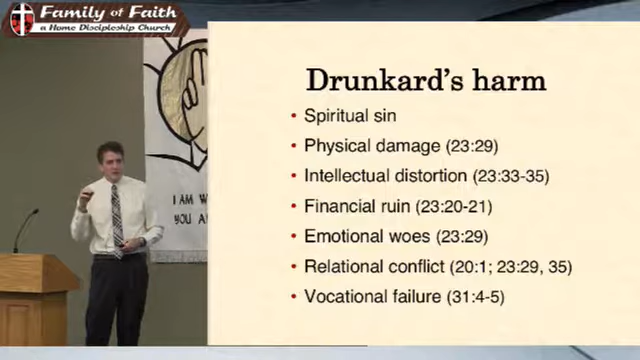 Family of Faith
a Home Discipleship Church
Drunkard's harm
• Spiritual sin
• Physical damage (23:29)
• Intellectual distortion (23:33-35)
• Financial ruin (23:20-21)
• Emotional woes (23:29)
• Relational conflict (20:1; 23:29, 35)
• Vocational failure (31:4-5)
I AM
YOU